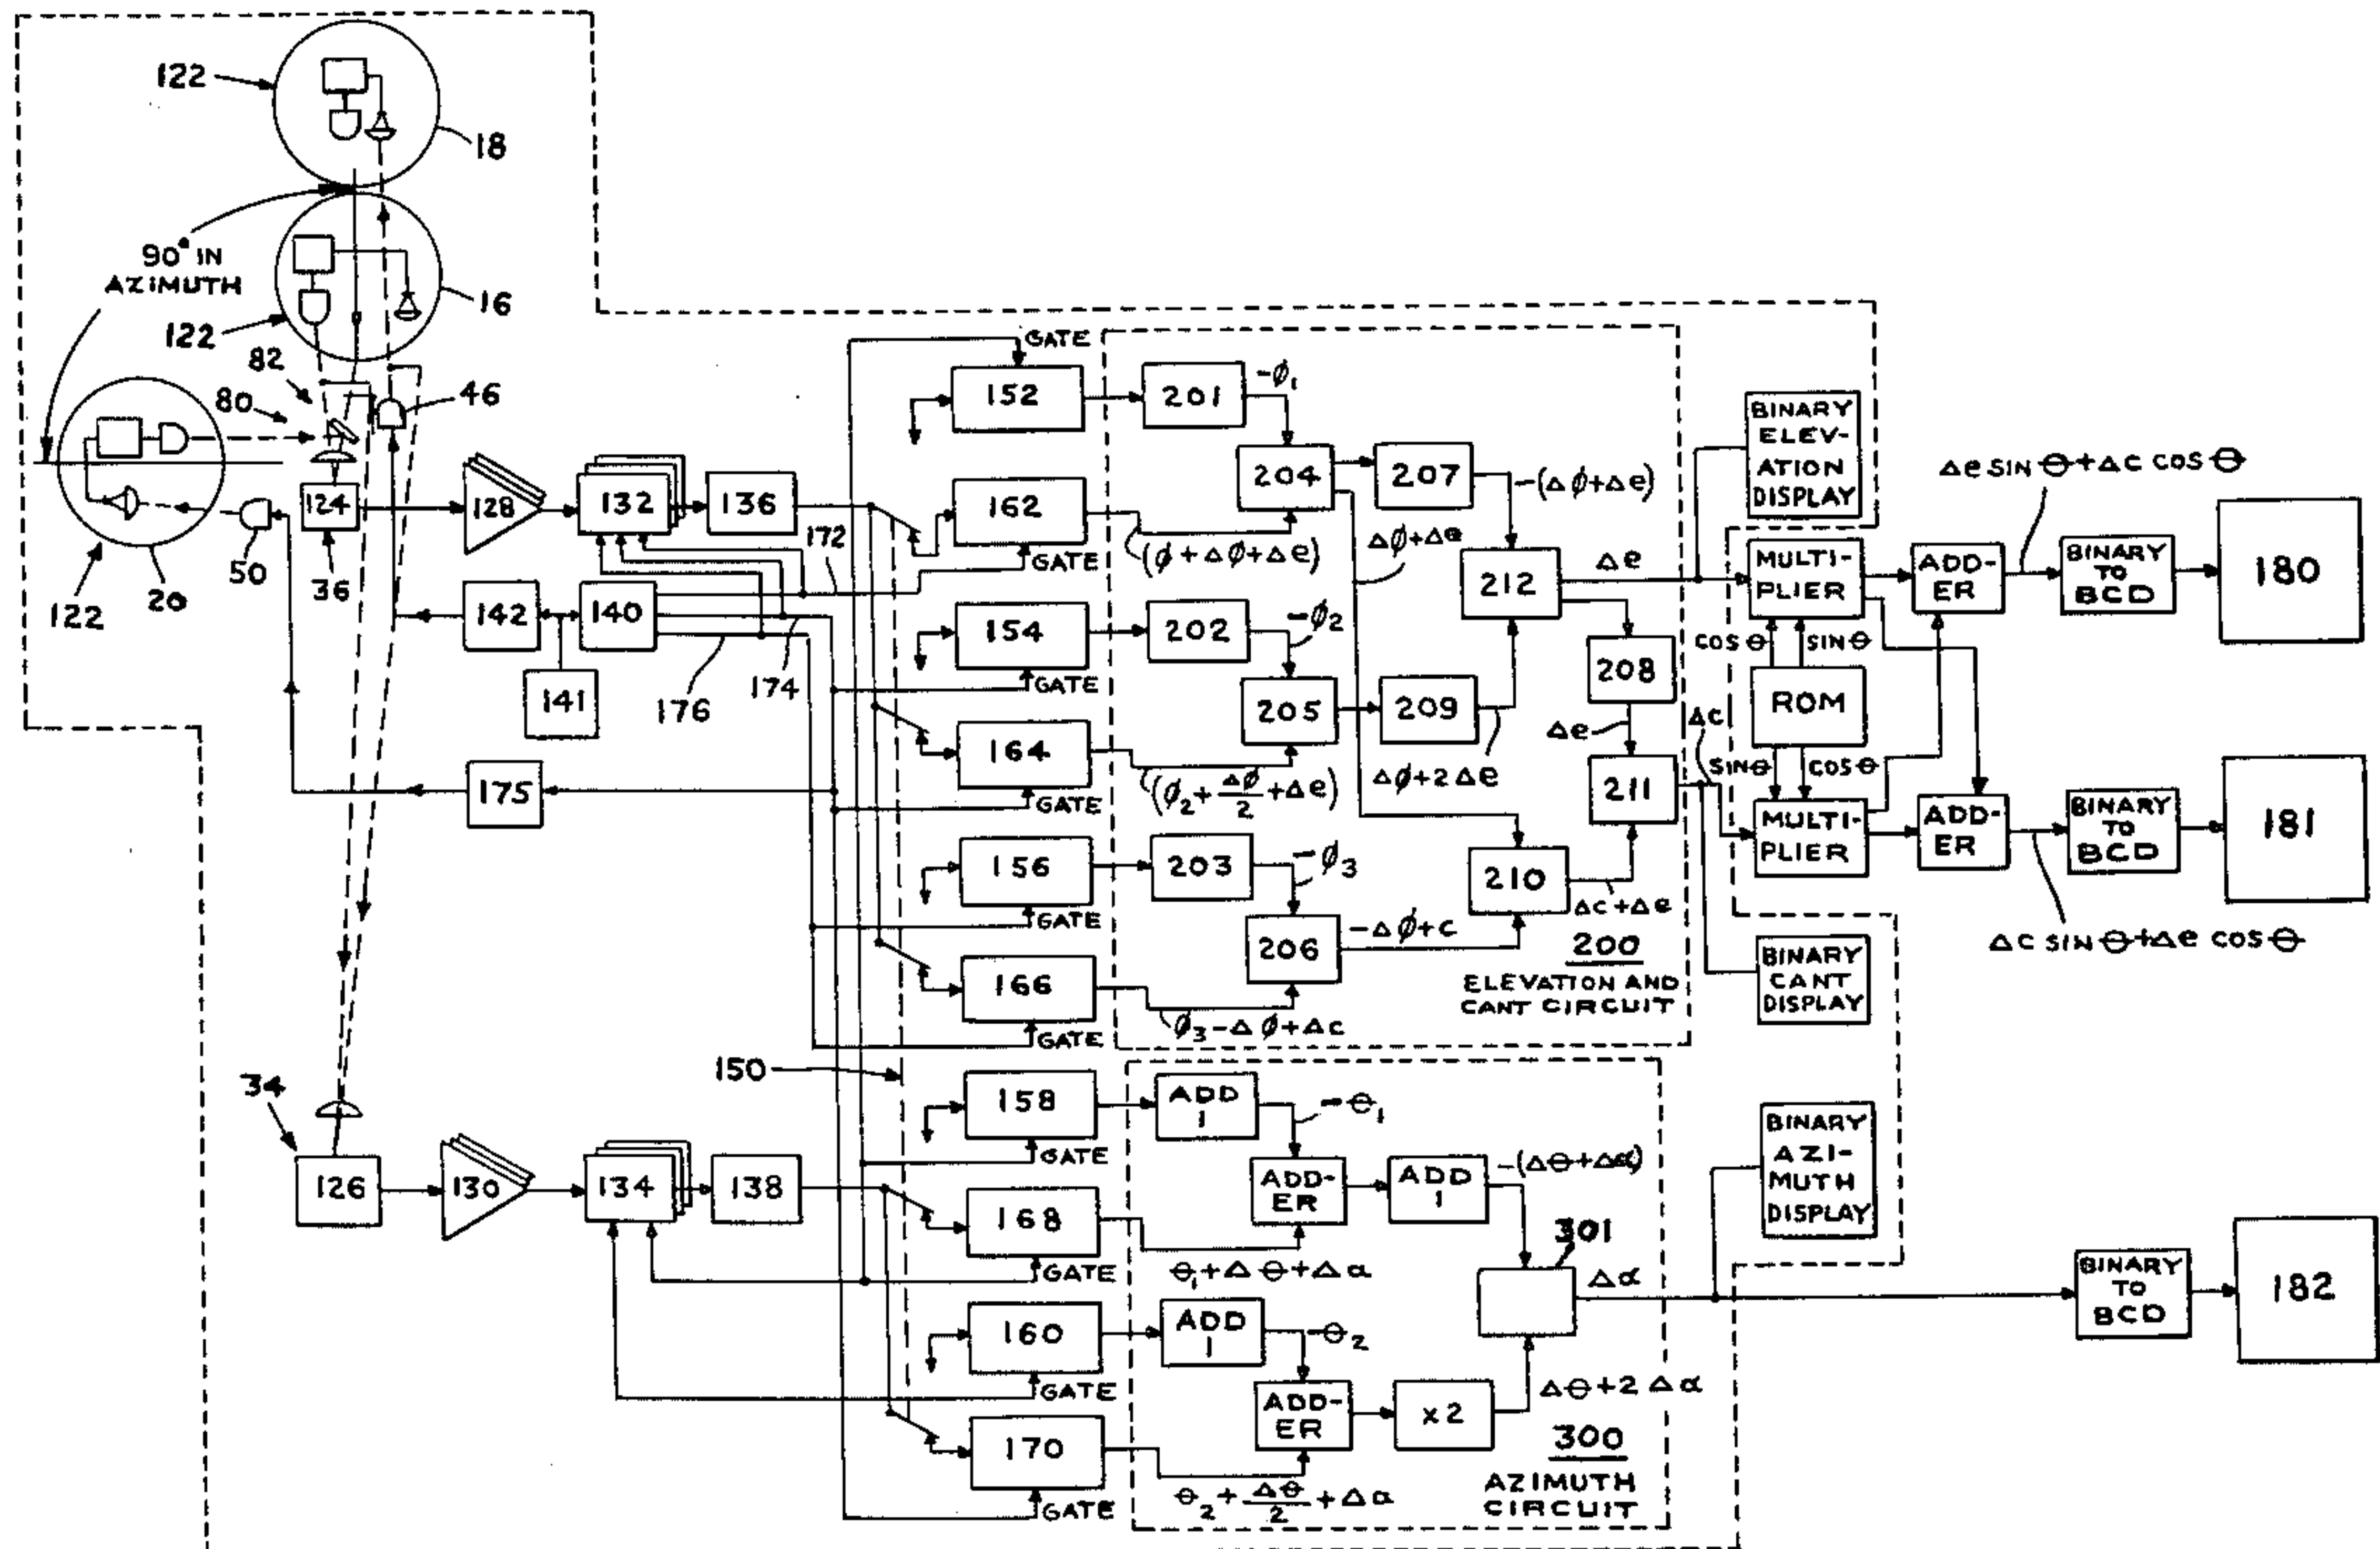 122
18
90° IN
AZIMUTH
16
122
82
80
46
20
122
50
124
36
128
132
136
172
142
140
141
176
174
175
34
126
130
134
138
150
GATE
152
162
GATE
154
GATE
164
GATE
156
GATE
166
GATE
158
GATE
168
GATE
160
GATE
170
GATE
201
-ϕ₁
204
207
-(Δϕ+Δe)
(ϕ+Δϕ+Δe)
Δϕ+Δe
212
Δe
202
-ϕ₂
205
209
208
Δe
Δϕ+2Δe
(ϕ₂+Δϕ/2+Δe)
211
Δc
203
-ϕ₃
206
-Δϕ+c
210
Δc+Δe
ϕ₃-Δϕ+Δc
200
ELEVATION AND
CANT CIRCUIT
ADD
1
-θ₁
ADD-
ER
ADD
1
-(Δθ+Δα)
θ₁+Δθ+Δα
301
Δα
ADD
1
-θ₂
ADD-
ER
x2
Δθ+2Δα
θ₂+Δθ/2+Δα
300
AZIMUTH
CIRCUIT
BINARY
ELEV-
ATION
DISPLAY
MULTI-
PLIER
COS θ
SIN θ
ROM
SINθ
COSθ
MULTI-
PLIER
ADD-
ER
Δe SIN θ+Δc COS θ
BINARY
TO
BCD
180
ADD-
ER
BINARY
TO
BCD
181
Δc SIN θ+Δe COS θ
BINARY
CANT
DISPLAY
BINARY
AZI-
MUTH
DISPLAY
BINARY
TO
BCD
182